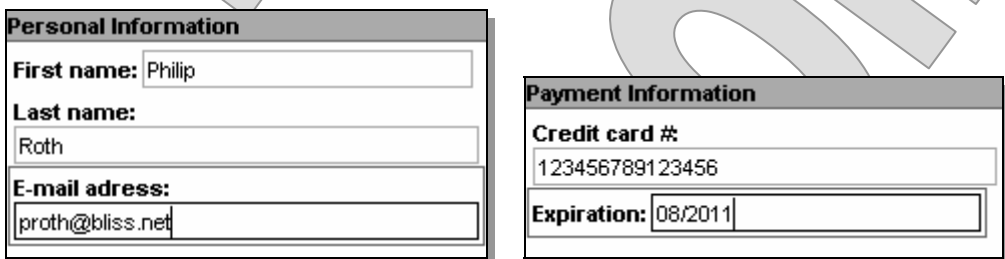 Personal Information
First name: Philip
Last name:
Roth
E-mail adress:
proth@bliss.net
Payment Information
Credit card #:
123456789123456
Expiration: 08/2011